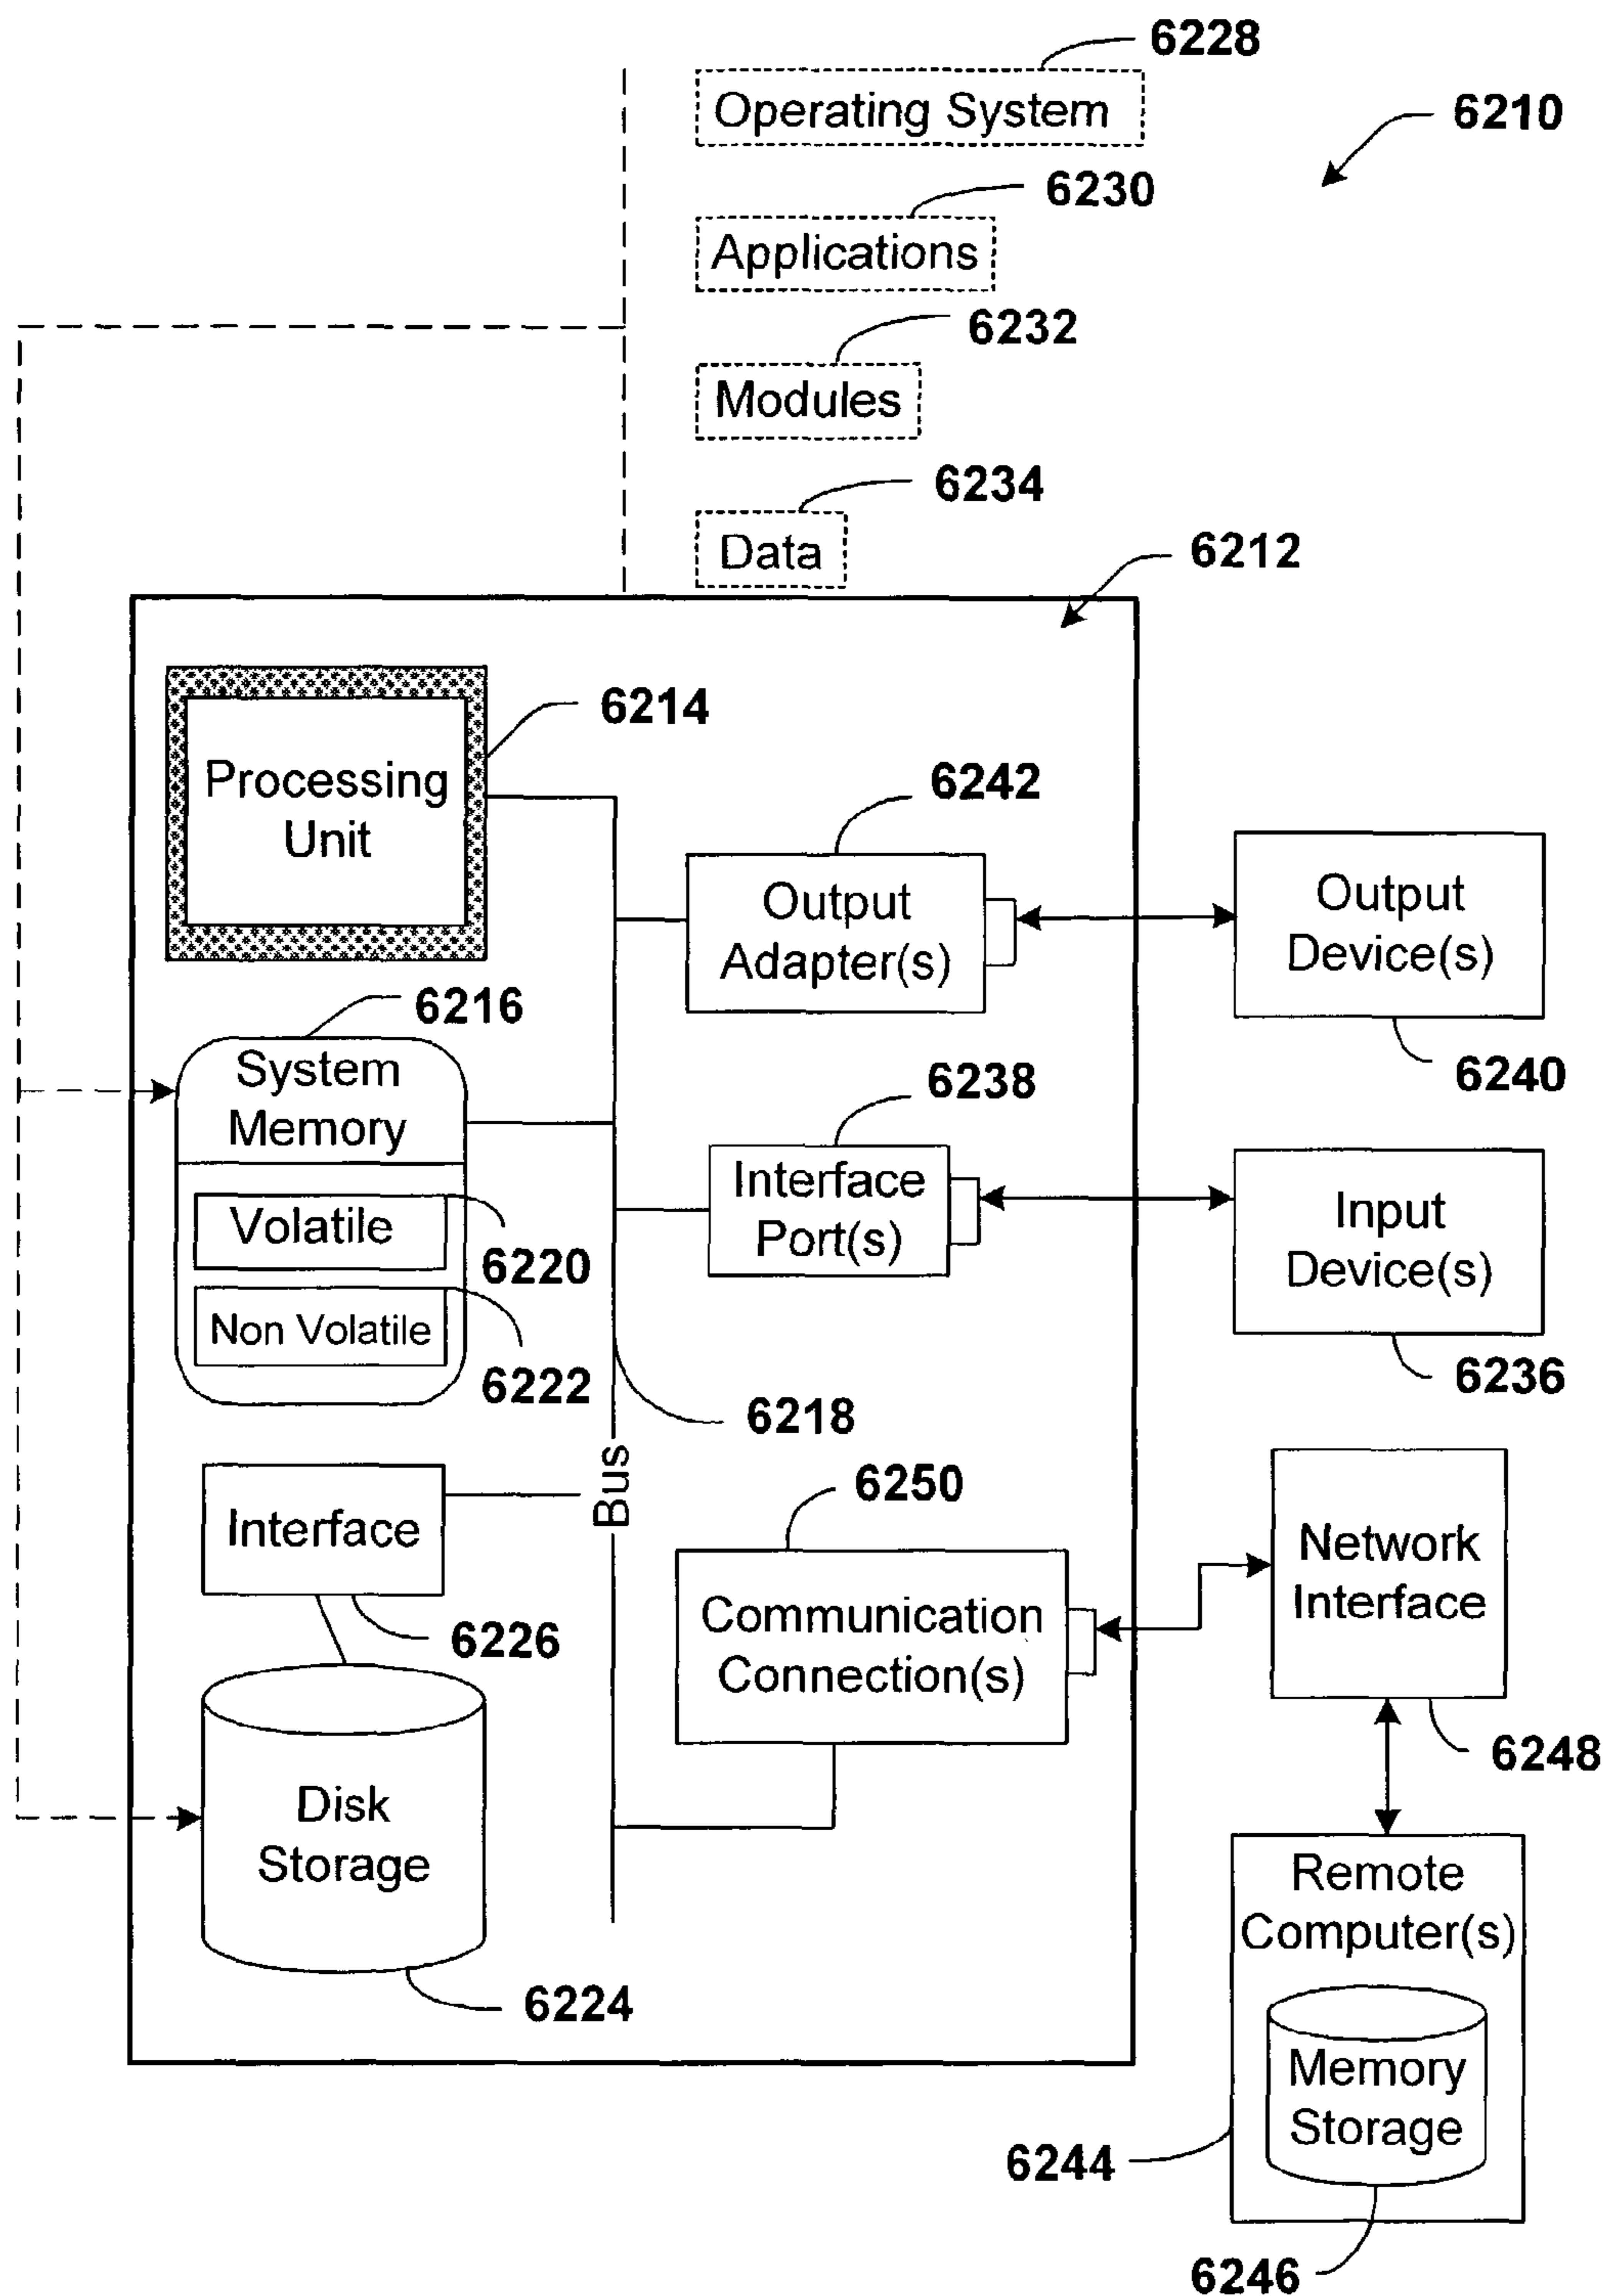 6228
Operating System
6210
6230
Applications
6232
Modules
6234
Data
6212
6214
Processing
Unit
6242
Output
Adapter(s)
Output
Device(s)
6240
6216
System
Memory
Volatile
6220
Non Volatile
6222
6238
Interface
Port(s)
Input
Device(s)
6236
6218
Bus
Interface
6226
6250
Communication
Connection(s)
Network
Interface
6248
Disk
Storage
6224
Remote
Computer(s)
Memory
Storage
6244
6246